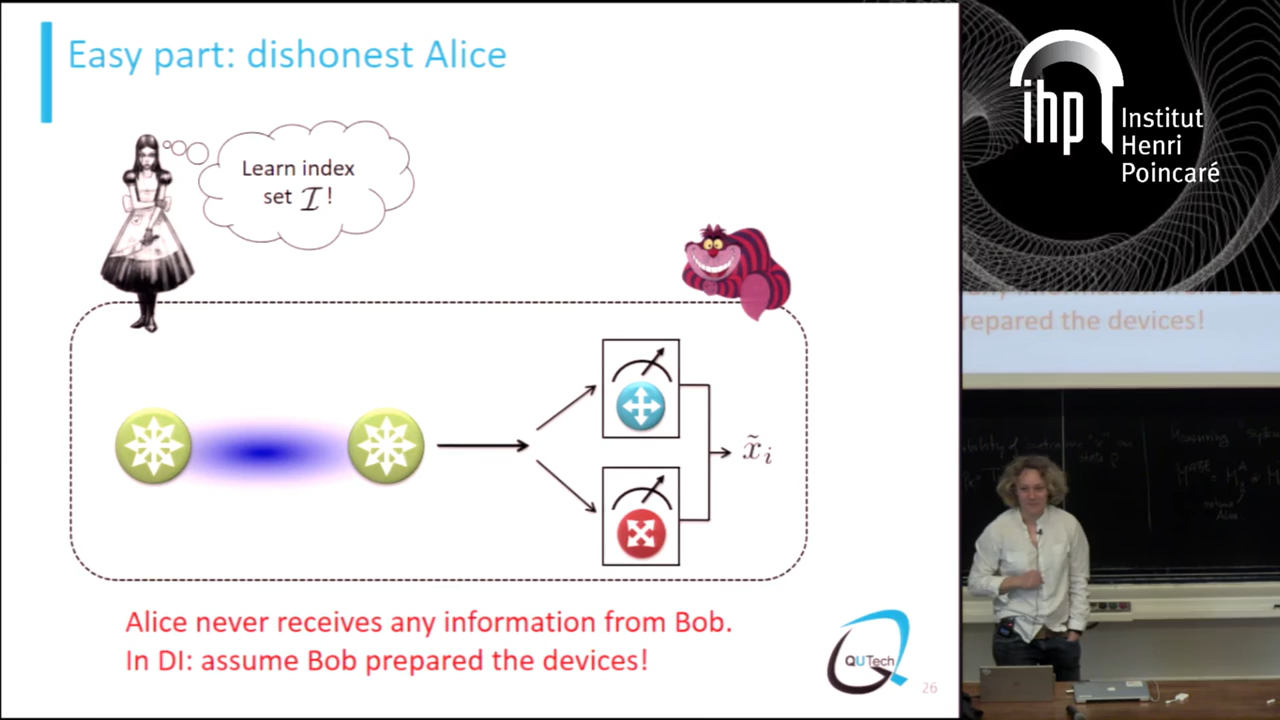 Easy part: dishonest Alice
Learn index
set I !
x̃i
Alice never receives any information from Bob.
In DI: assume Bob prepared the devices!
QUTech
26
ihp
Institut
Henri
Poincaré
repared the devices!